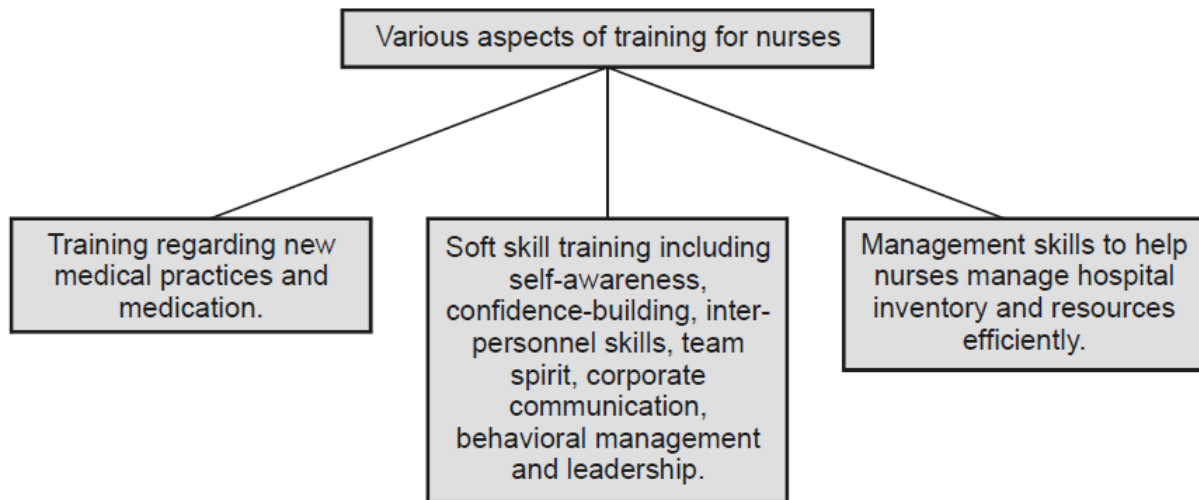 Various aspects of training for nurses
Training regarding new
medical practices and
medication.
Soft skill training including
self-awareness,
confidence-building, inter-
personnel skills, team
spirit, corporate
communication,
behavioral management
and leadership.
Management skills to help
nurses manage hospital
inventory and resources
efficiently.